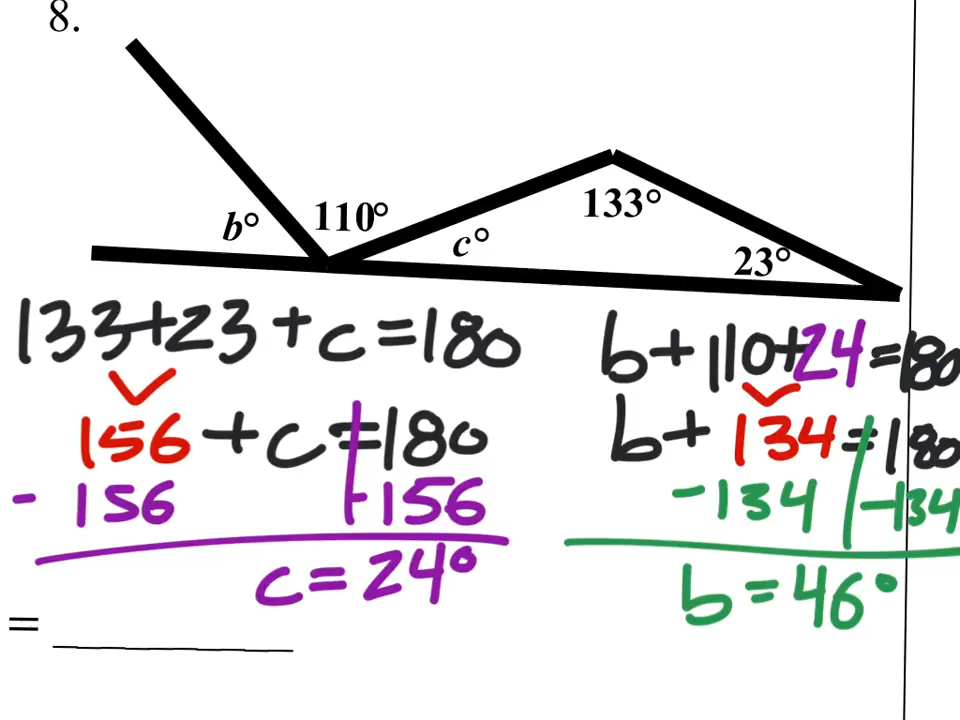 8.
b° 110° c° 133° 23°
133+23+c=180
156+c=180
- 156 -156
c=24°
b+110+24=180
b+134=180
-134 -134
b=46°
= ________